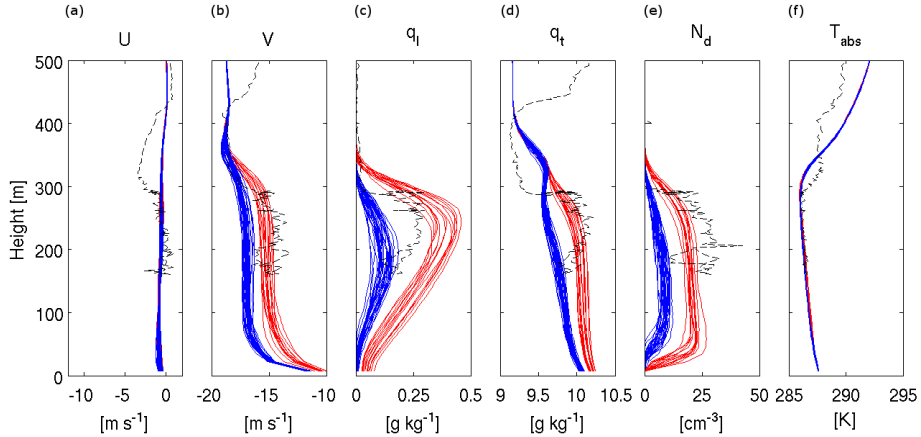 (a) (b) (c) (d) (e) (f)
U V q_l q_t N_d T_abs
500
400
300
200
100
0
Height [m]
-10 -5 0 -20 -15 -10 0 0.5 9 9.5 10 10.5 0 25 50 285 290 295
[m s⁻¹] [m s⁻¹] [g kg⁻¹] [g kg⁻¹] [cm⁻³] [K]